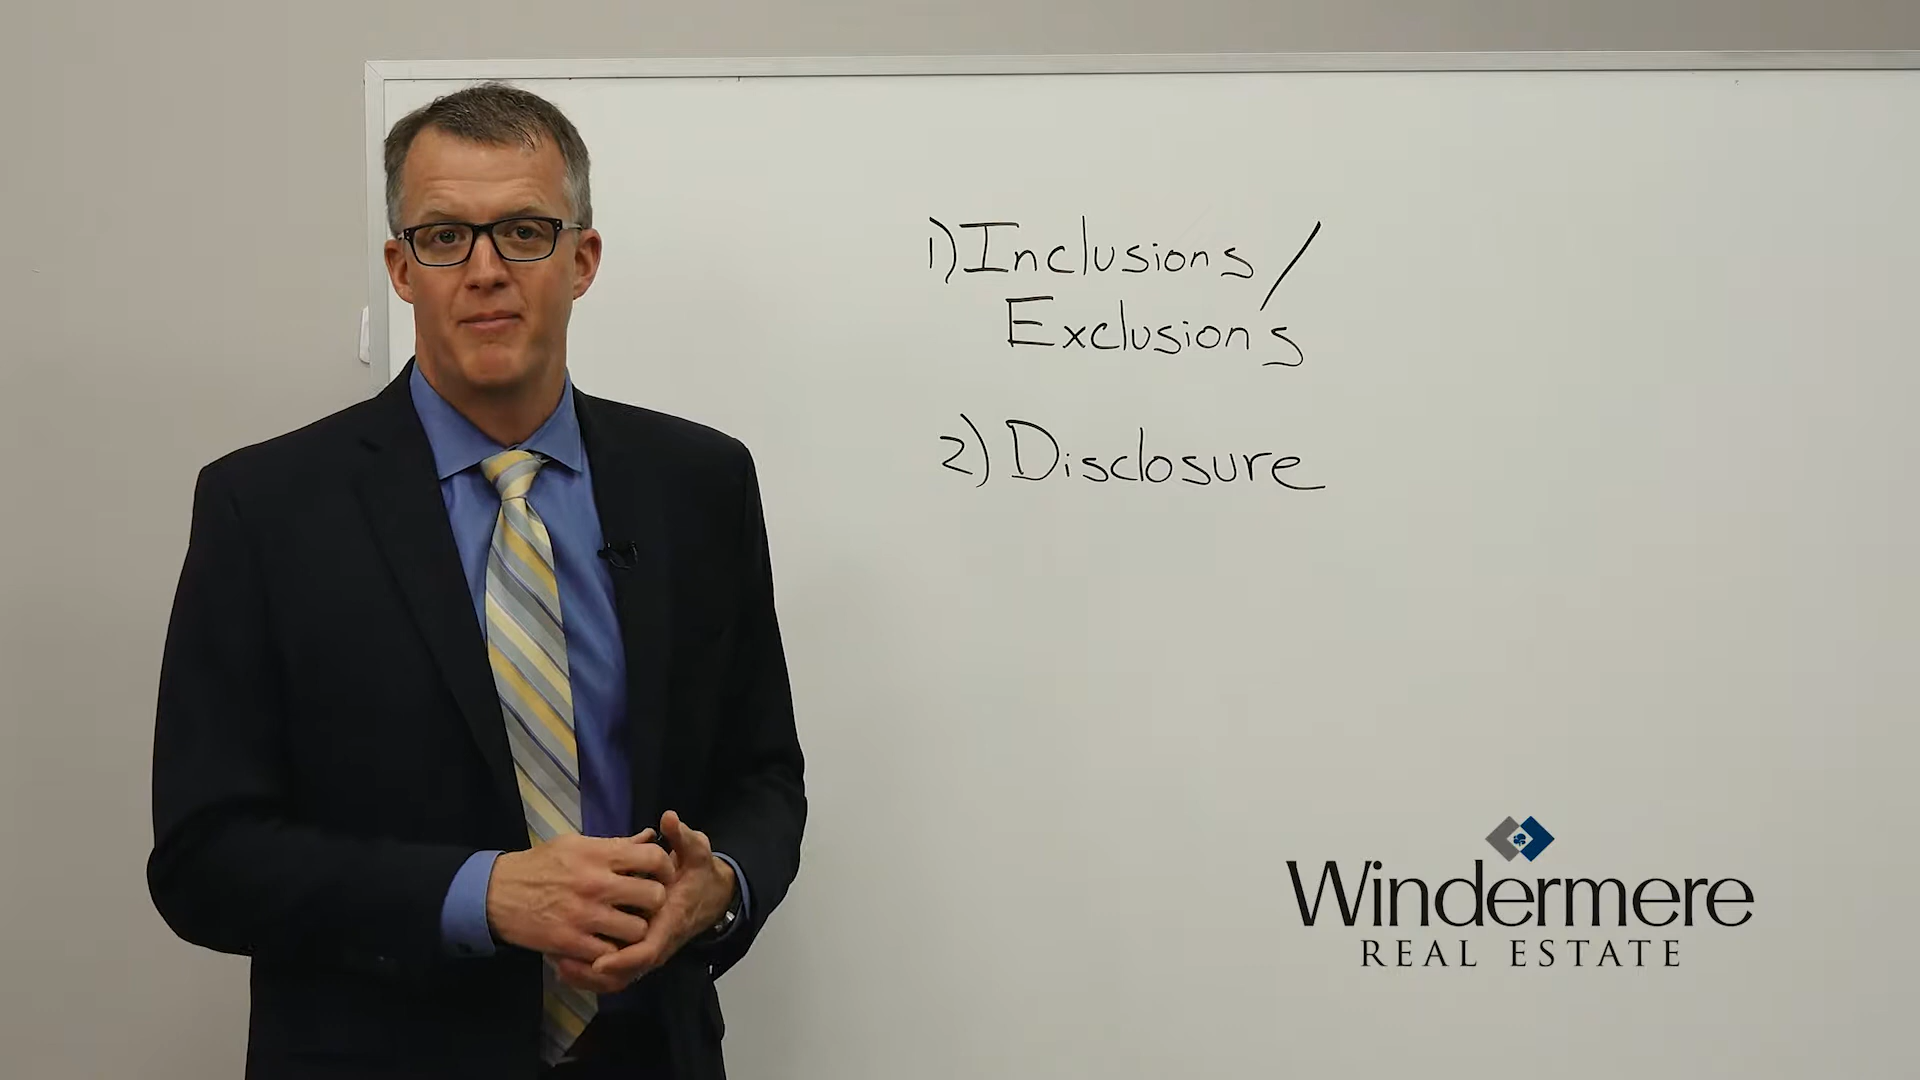 1) Inclusions /
Exclusions
2) Disclosure
Windermere
REAL ESTATE